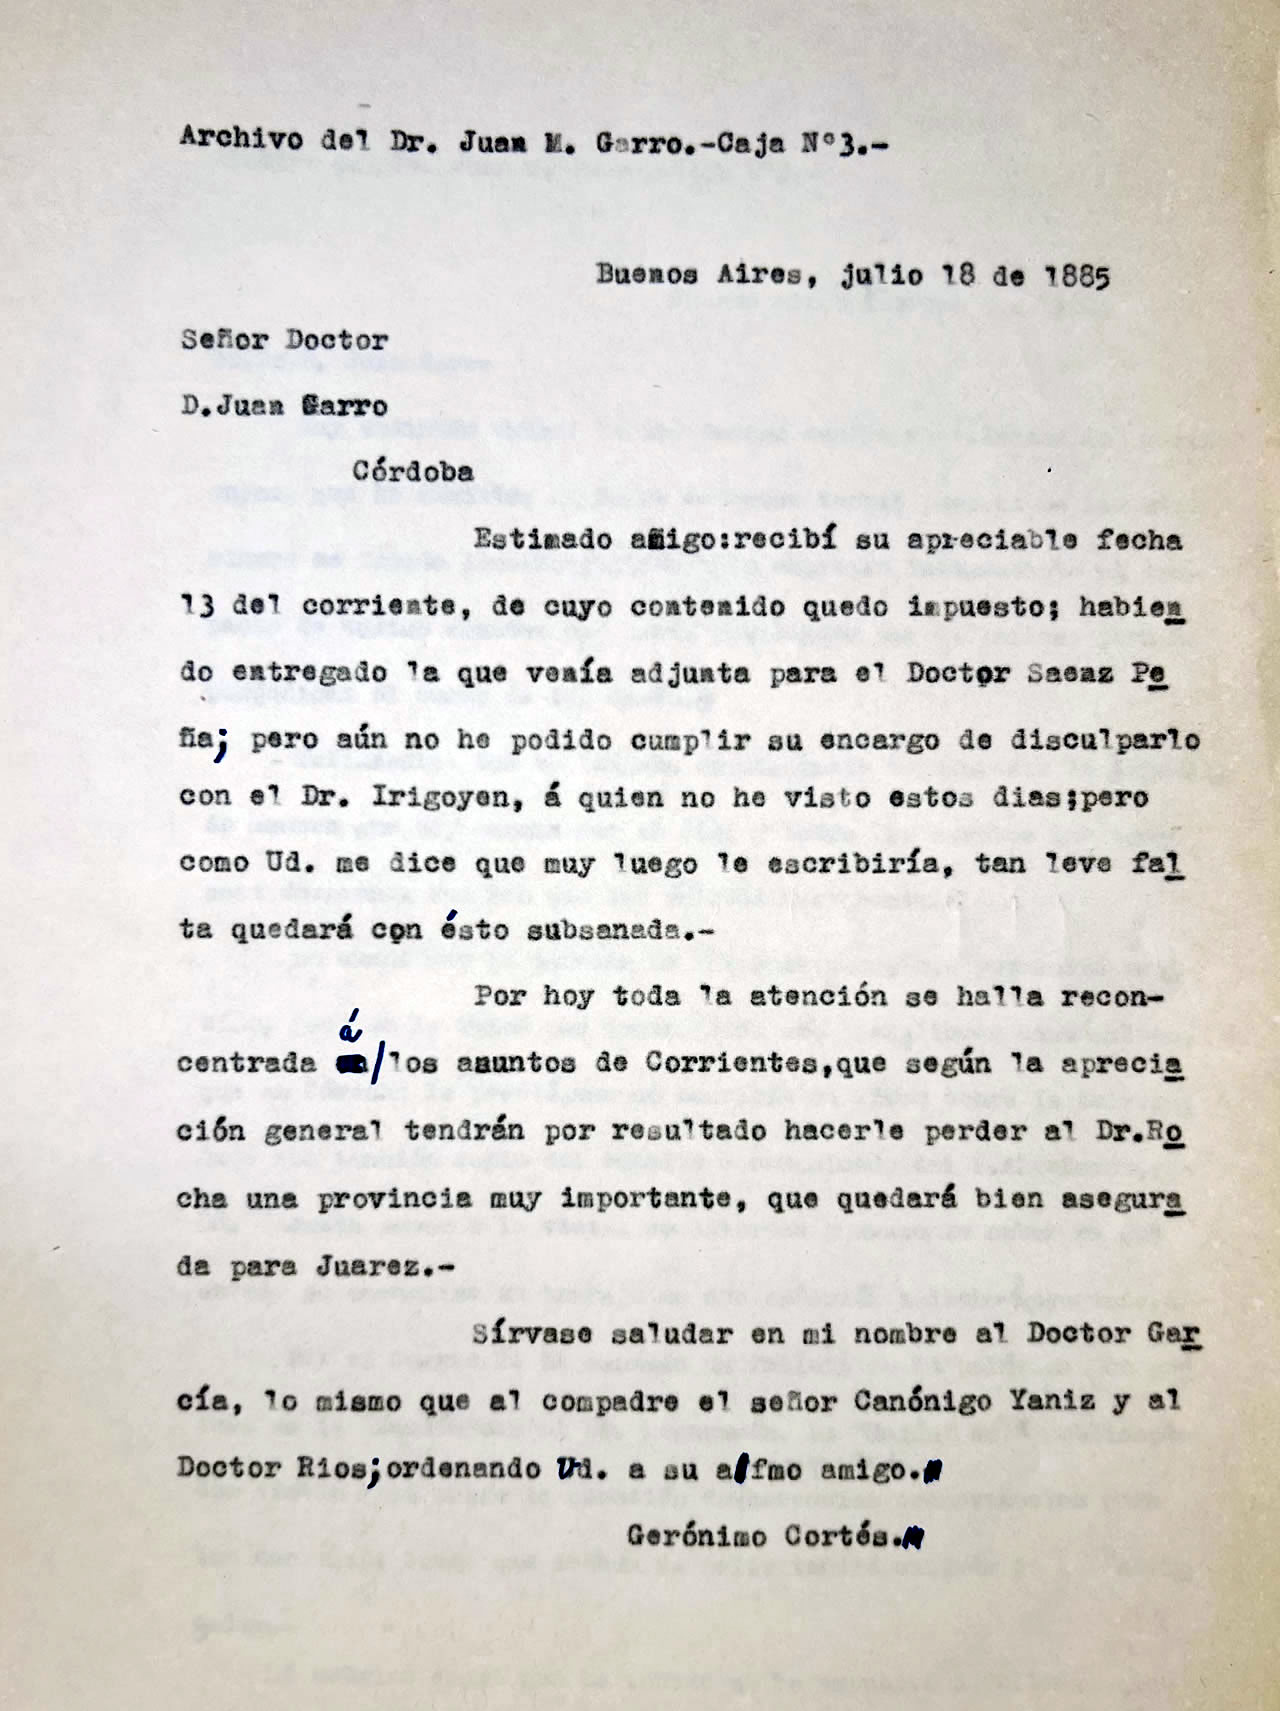 Archivo del Dr. Juan M. Garro.-Caja N°3.-
Buenos Aires, julio 18 de 1885
Señor Doctor
D.Juan Garro
Córdoba
Estimado amigo:recibí su apreciable fecha
13 del corriente, de cuyo contenido quedo impuesto; habien
do entregado la que venía adjunta para el Doctor Saenz Pe
ña; pero aún no he podido cumplir su encargo de disculparlo
con el Dr. Irigoyen, á quien no he visto estos dias;pero
como Ud. me dice que muy luego le escribiría, tan leve fal
ta quedará con ésto subsanada.-
Por hoy toda la atención se halla recon-
centrada á/los asuntos de Corrientes,que según la aprecia
ción general tendrán por resultado hacerle perder al Dr.Ro
cha una provincia muy importante, que quedará bien asegura
da para Juarez.-
Sírvase saludar en mi nombre al Doctor Gar
cía, lo mismo que al compadre el señor Canónigo Yaniz y al
Doctor Rios;ordenando Ud. a su afmo amigo.
Gerónimo Cortés.